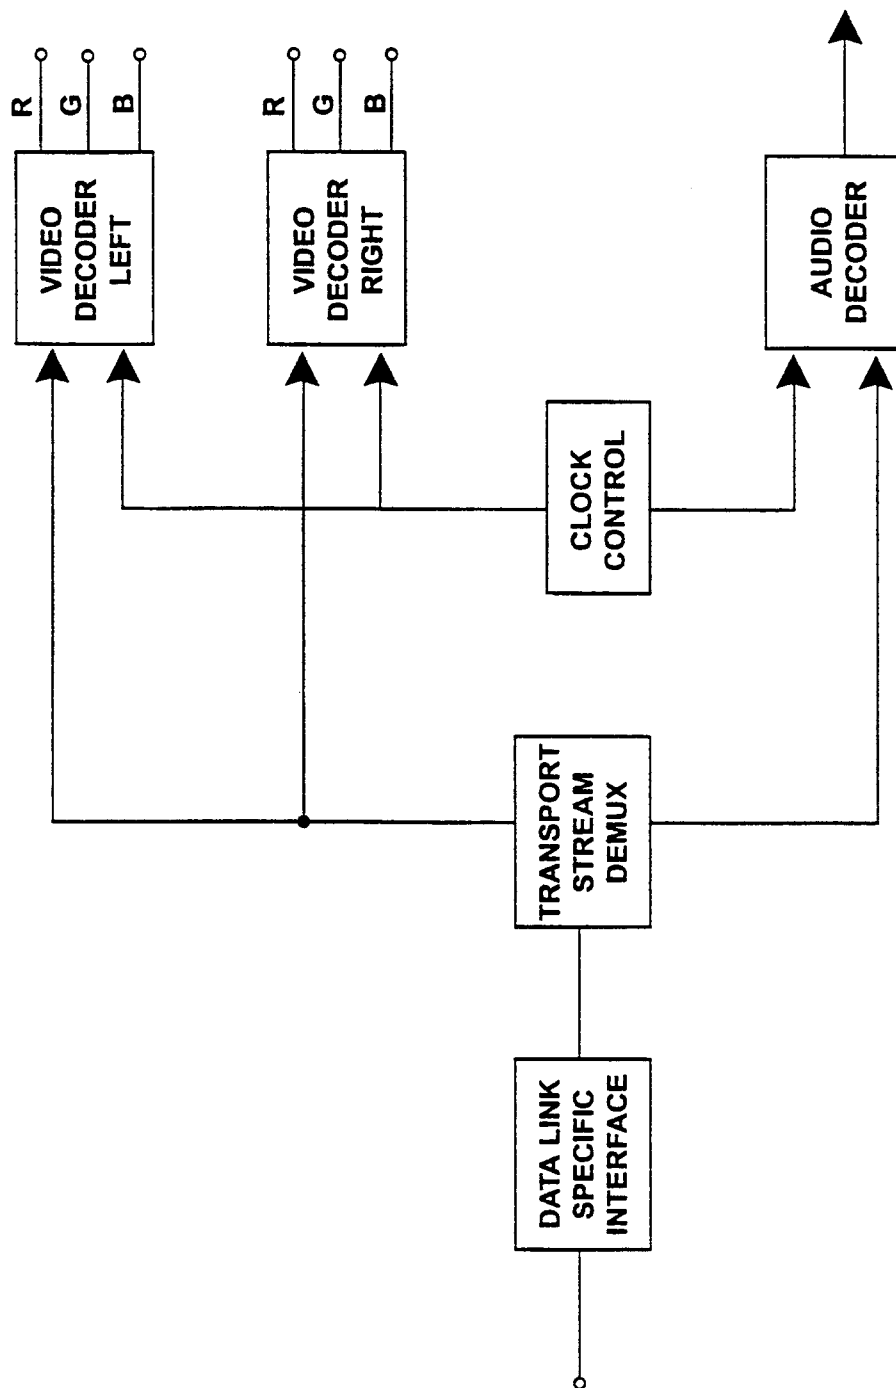 R
G
B
VIDEO
DECODER
LEFT
R
G
B
VIDEO
DECODER
RIGHT
AUDIO
DECODER
CLOCK
CONTROL
TRANSPORT
STREAM
DEMUX
DATA LINK
SPECIFIC
INTERFACE